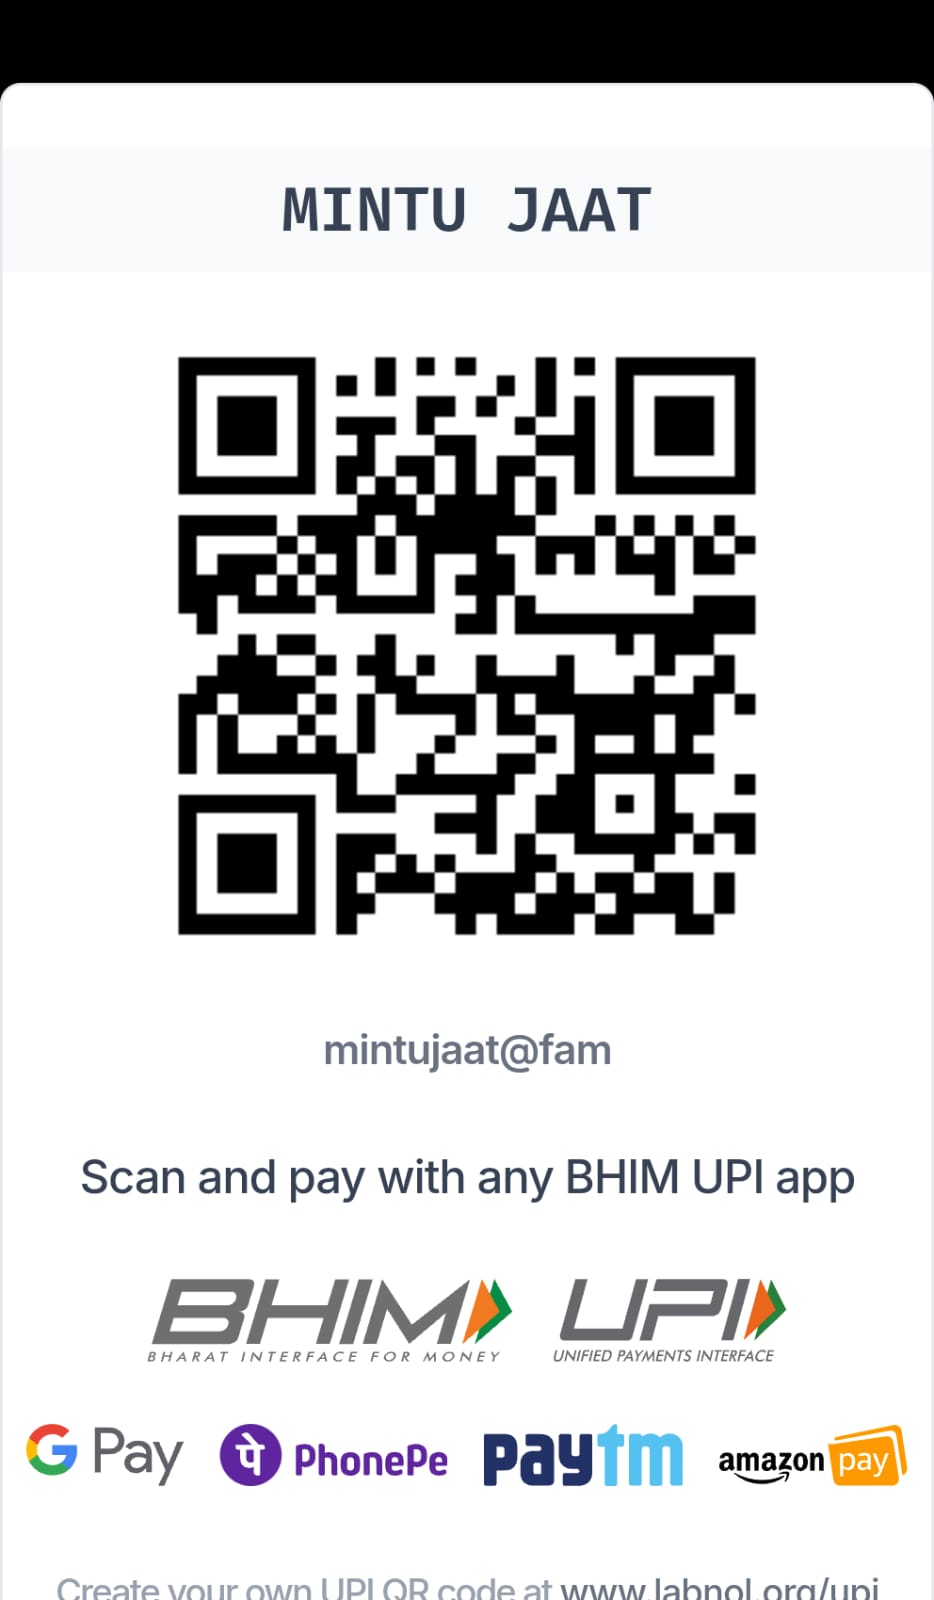 MINTU JAAT
mintujaat@fam
Scan and pay with any BHIM UPI app
BHIM UPI
BHARAT INTERFACE FOR MONEY UNIFIED PAYMENTS INTERFACE
G Pay पे PhonePe paytm amazon pay
Create your own UPI QR code at www.labnol.org/upi